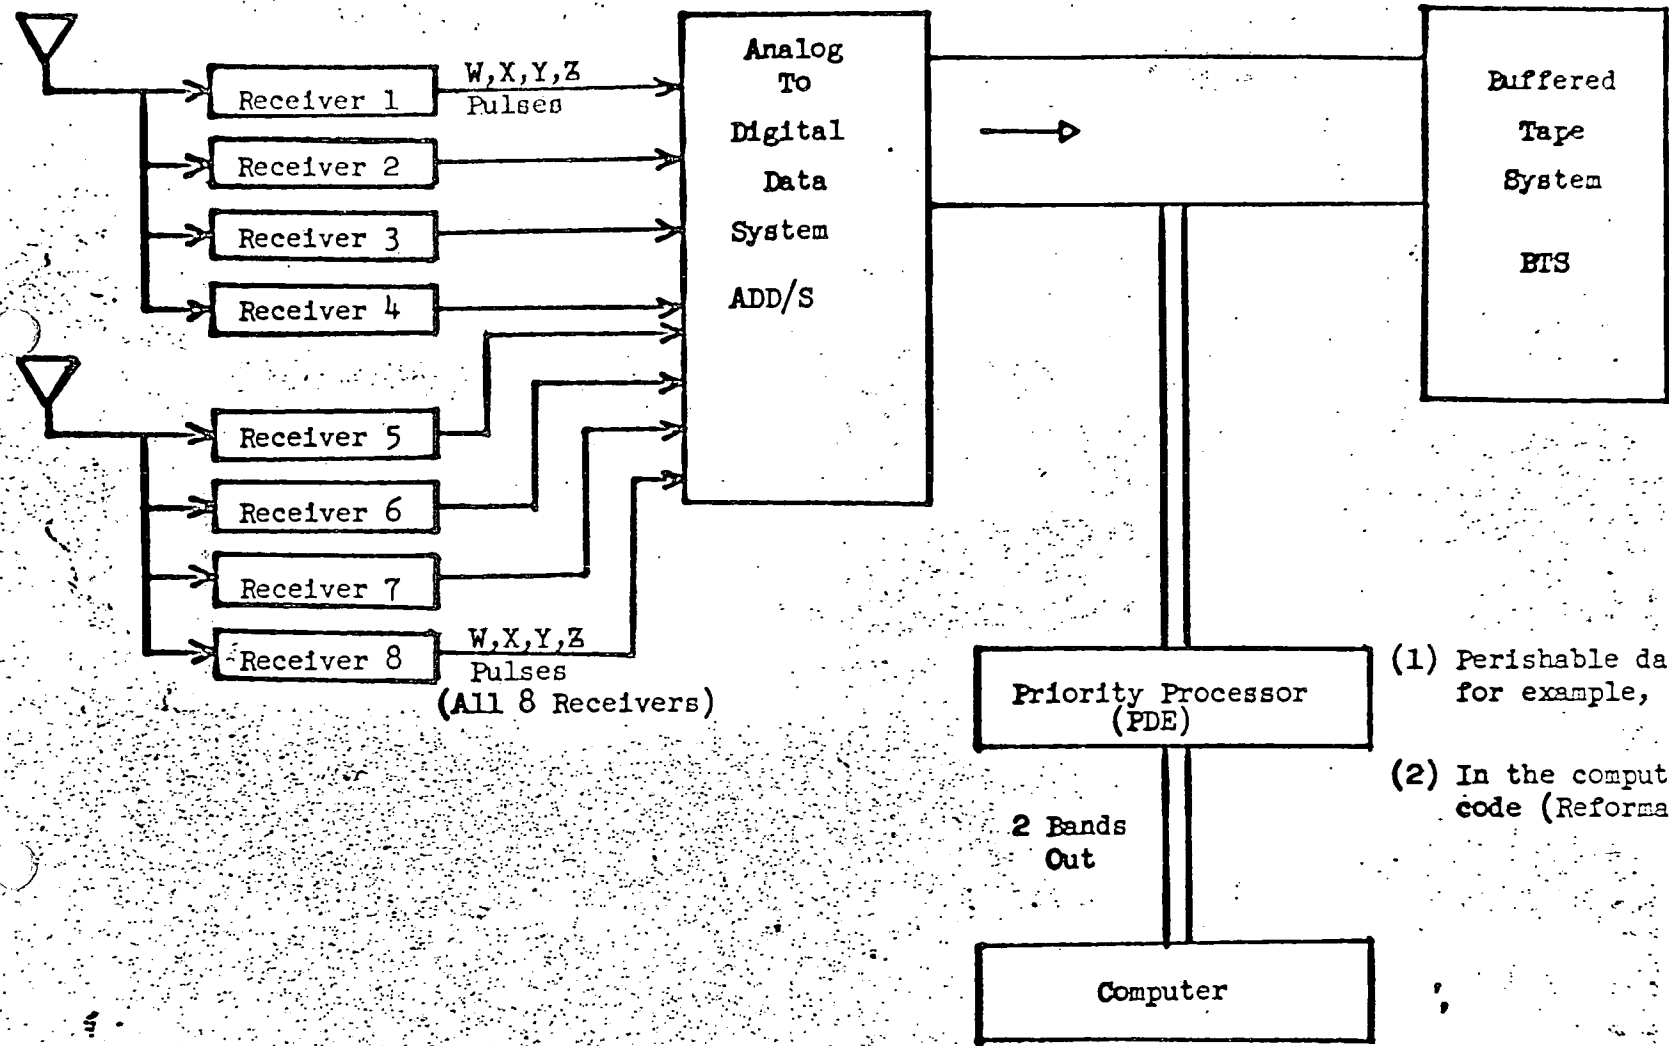 Receiver 1
W,X,Y,Z
Pulses
Receiver 2
Receiver 3
Receiver 4
Receiver 5
Receiver 6
Receiver 7
Receiver 8
W,X,Y,Z
Pulses
(All 8 Receivers)
Analog
To
Digital
Data
System
ADD/S
Buffered
Tape
System
BTS
Priority Processor
(PDE)
(1) Perishable da
for example,
(2) In the comput
code (Reforma
2 Bands
Out
Computer